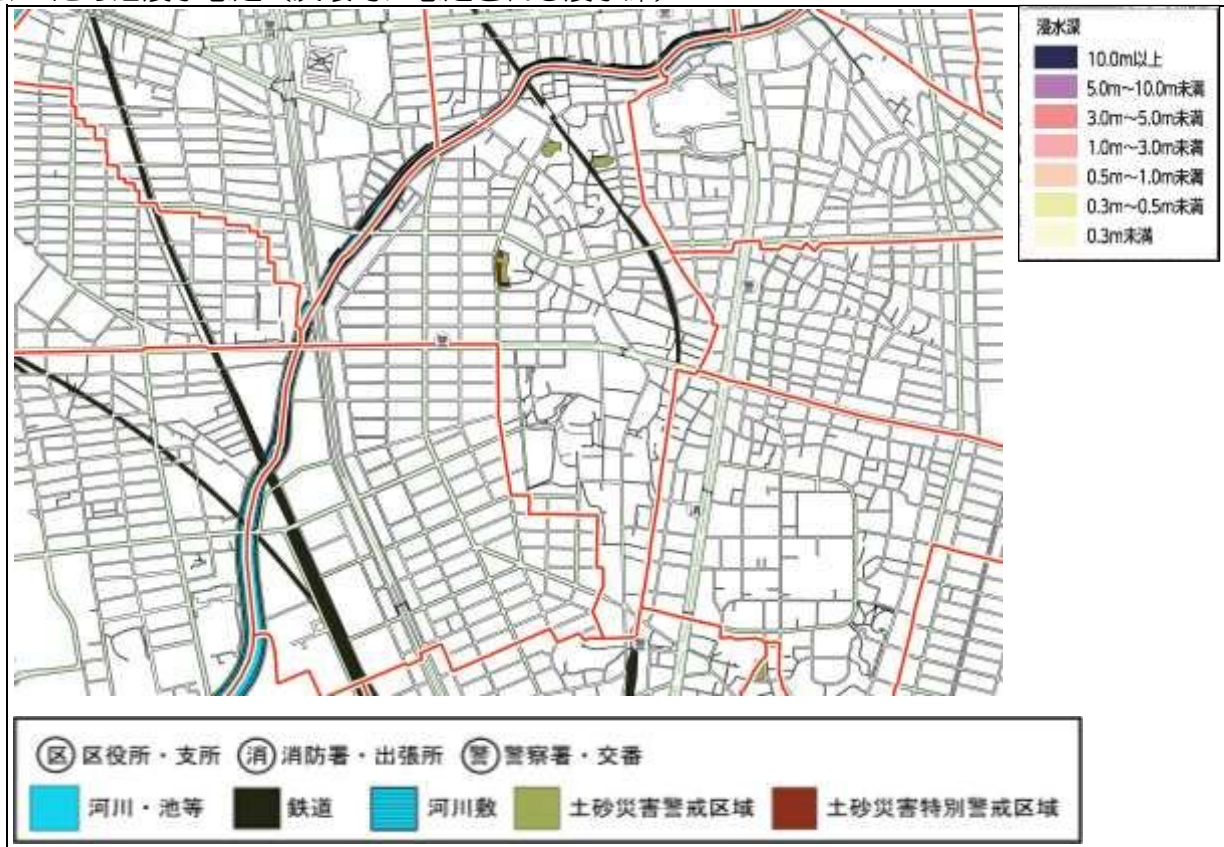 浸水深
10.0m以上
5.0m～10.0m未満
3.0m～5.0m未満
1.0m～3.0m未満
0.5m～1.0m未満
0.3m～0.5m未満
0.3m未満
警
警
消
警
区 区役所・支所 消 消防署・出張所 警 警察署・交番
河川・池等 鉄道 河川敷 土砂災害警戒区域 土砂災害特別警戒区域